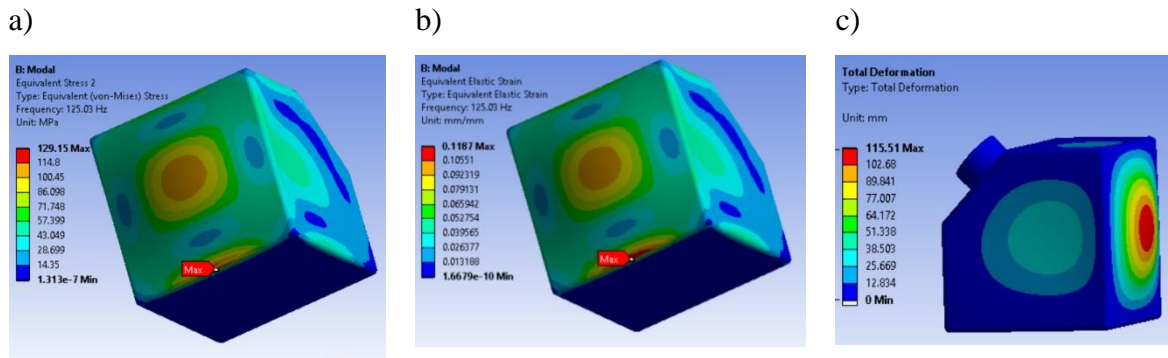 a)
b)
c)
B: Modal
Equivalent Stress 2
Type: Equivalent (von-Mises) Stress
Frequency: 125.03 Hz
Unit: MPa
129.15 Max
114.8
100.45
86.098
71.748
57.399
43.049
28.699
14.35
1.313e-7 Min
Max
B: Modal
Equivalent Elastic Strain
Type: Equivalent Elastic Strain
Frequency: 125.03 Hz
Unit: mm/mm
0.1187 Max
0.10551
0.092319
0.079131
0.065942
0.052754
0.039565
0.026377
0.013188
1.6679e-10 Min
Max
Total Deformation
Type: Total Deformation
Unit: mm
115.51 Max
102.68
89.841
77.007
64.172
51.338
38.503
25.669
12.834
0 Min